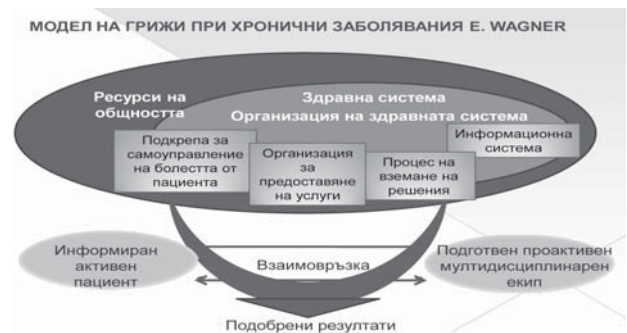 МОДЕЛ НА ГРИЖИ ПРИ ХРОНИЧНИ ЗАБОЛЯВАНИЯ E. WAGNER
Ресурси на
общността
Здравна система
Организация на здравната система
Подкрепа за
самоуправление
на болестта от
пациента
Организация
за
предоставяне
на услуги
Процес на
вземане на
решения
Информационна
система
Информиран
активен
пациент
Взаимовръзка
Подготвен проактивен
мултидисциплинарен
екип
Подобрени резултати